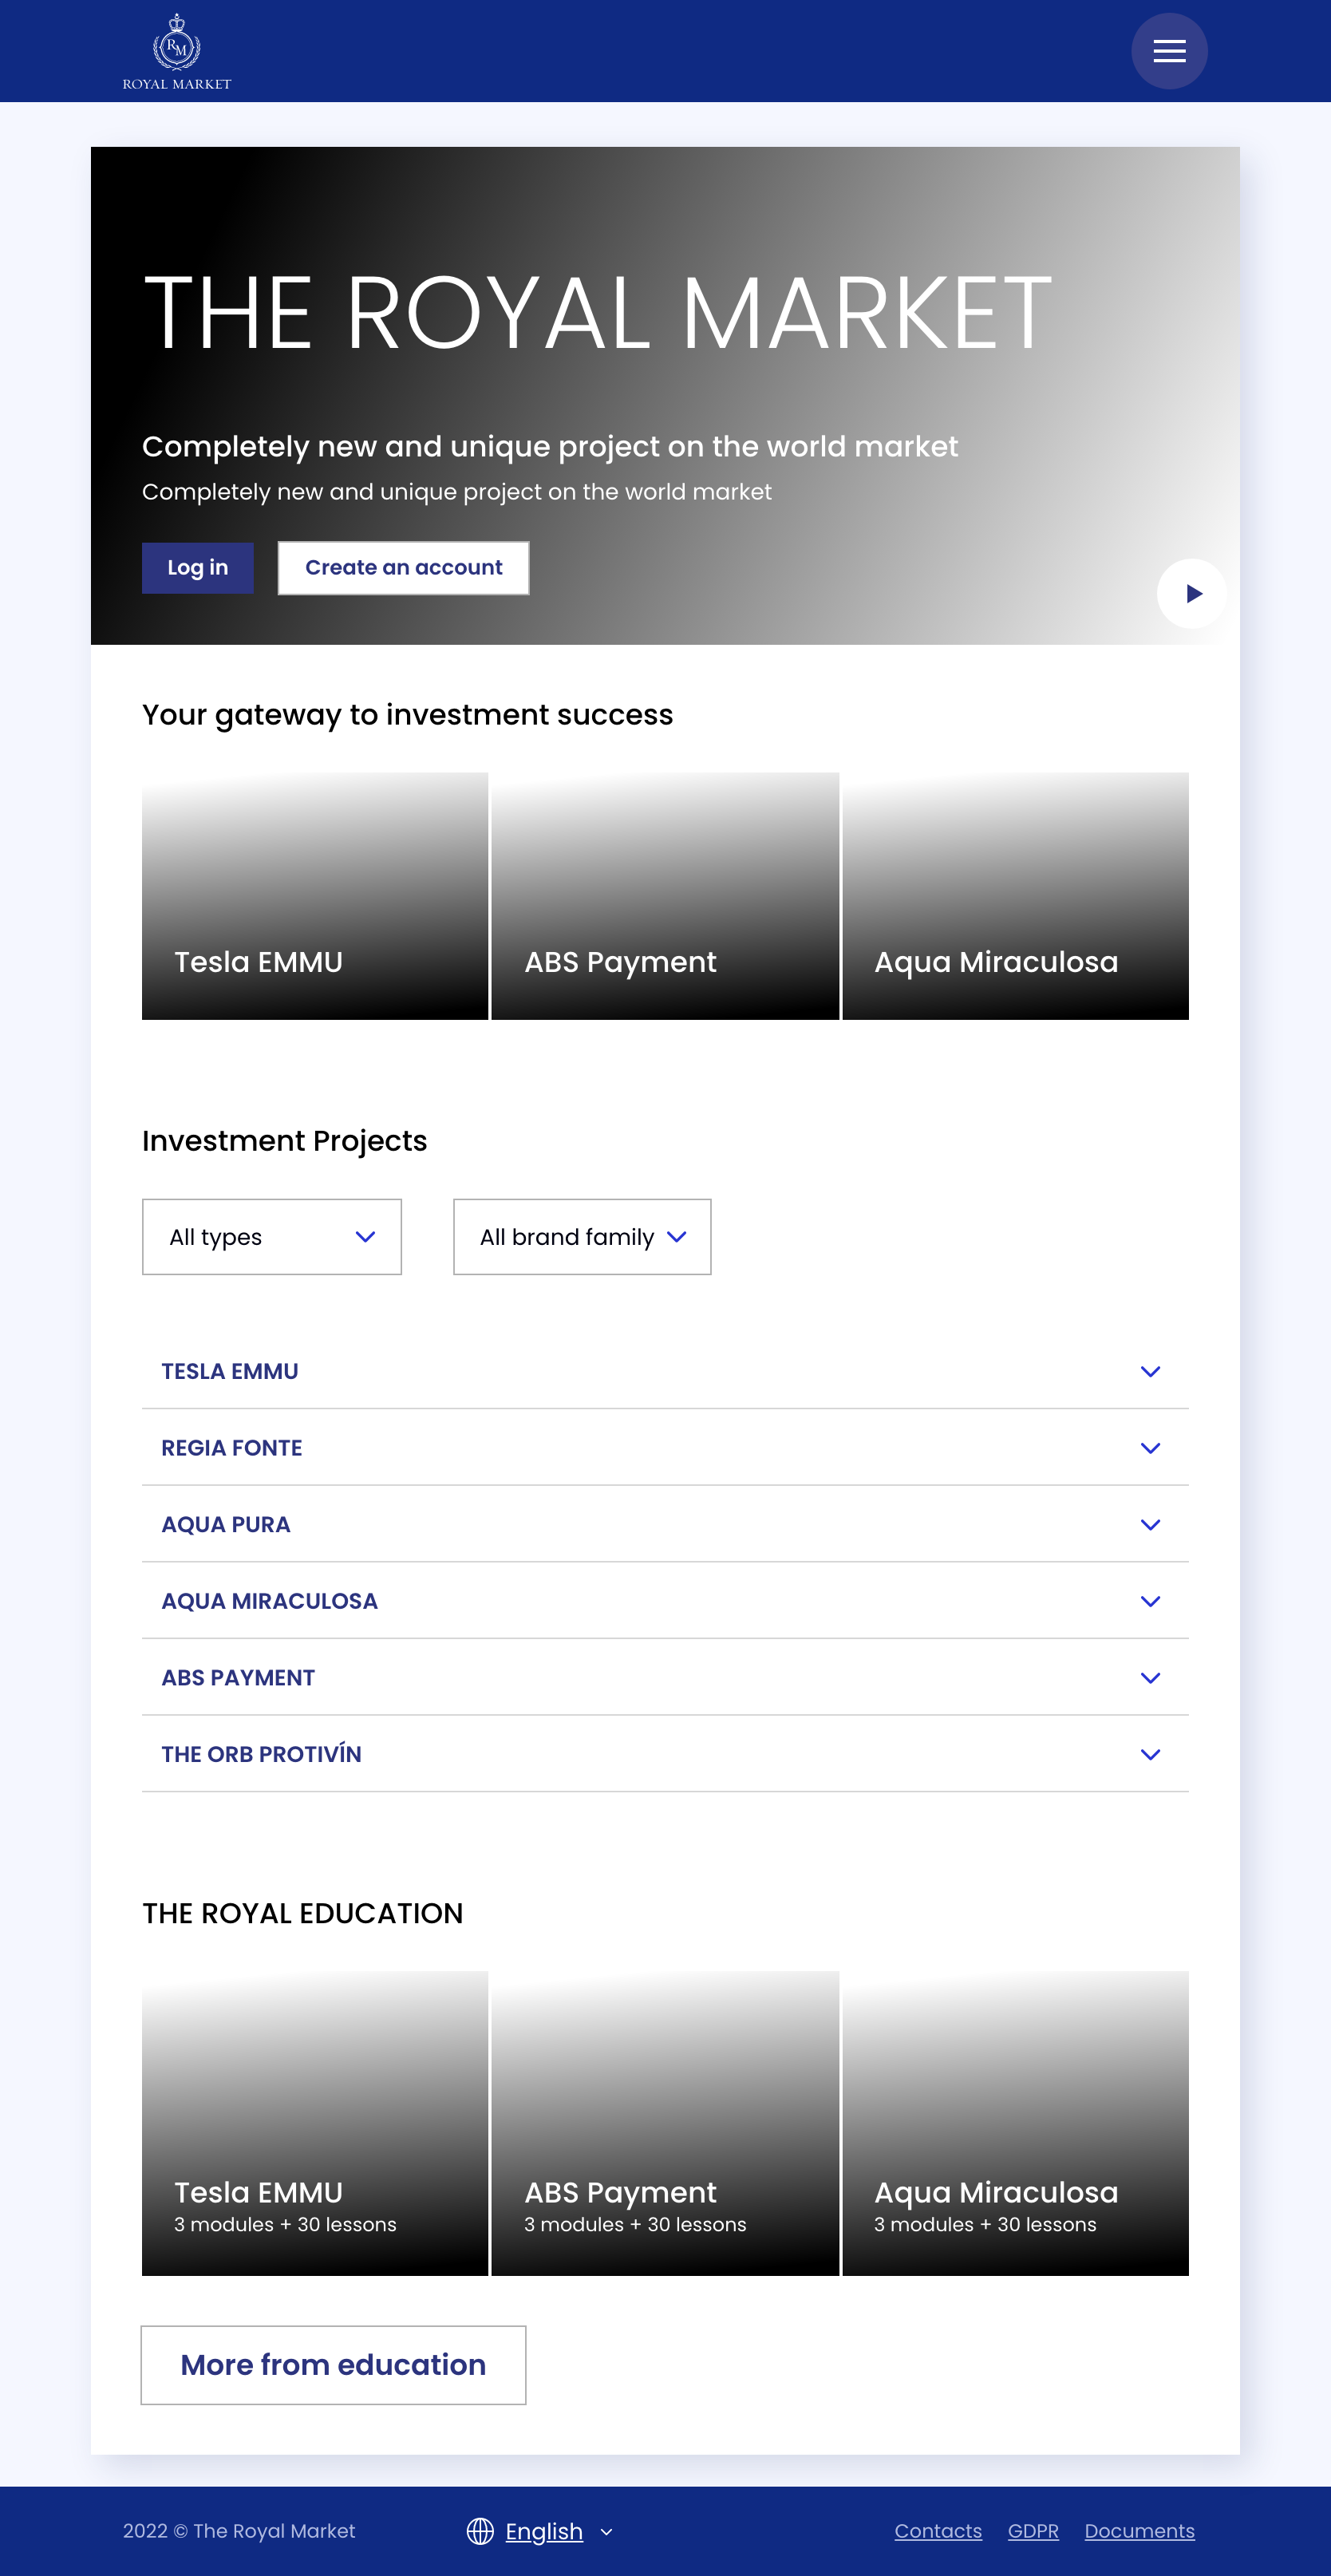 RM
ROYAL MARKET
THE ROYAL MARKET
Completely new and unique project on the world market
Completely new and unique project on the world market
Log in
Create an account
Your gateway to investment success
Tesla EMMU
ABS Payment
Aqua Miraculosa
Investment Projects
All types
All brand family
TESLA EMMU
REGIA FONTE
AQUA PURA
AQUA MIRACULOSA
ABS PAYMENT
THE ORB PROTIVÍN
THE ROYAL EDUCATION
Tesla EMMU
3 modules + 30 lessons
ABS Payment
3 modules + 30 lessons
Aqua Miraculosa
3 modules + 30 lessons
More from education
2022 © The Royal Market
English
Contacts
GDPR
Documents